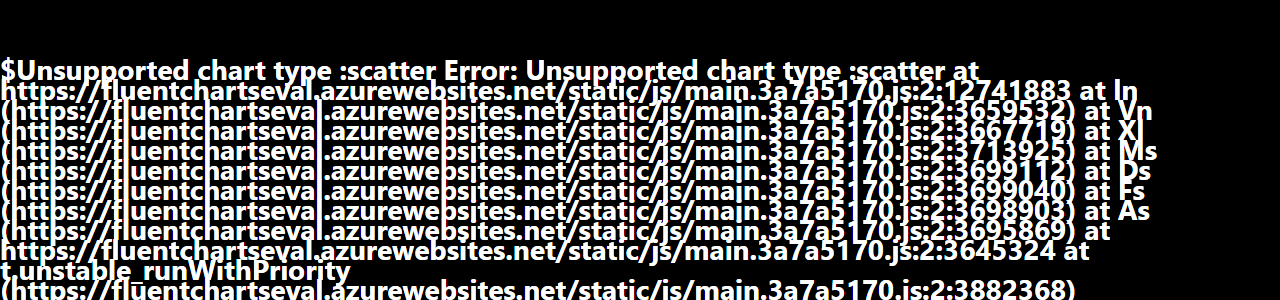 $Unsupported chart type :scatter Error: Unsupported chart type :scatter at
https://fluentchartseval.azurewebsites.net/static/js/main.3a7a5170.js:2:12741883 at ln
(https://fluentchartseval.azurewebsites.net/static/js/main.3a7a5170.js:2:3659532) at Vn
(https://fluentchartseval.azurewebsites.net/static/js/main.3a7a5170.js:2:3667719) at Xl
(https://fluentchartseval.azurewebsites.net/static/js/main.3a7a5170.js:2:3713925) at Ms
(https://fluentchartseval.azurewebsites.net/static/js/main.3a7a5170.js:2:3699112) at Ds
(https://fluentchartseval.azurewebsites.net/static/js/main.3a7a5170.js:2:3699040) at Fs
(https://fluentchartseval.azurewebsites.net/static/js/main.3a7a5170.js:2:3698903) at As
(https://fluentchartseval.azurewebsites.net/static/js/main.3a7a5170.js:2:3695869) at
https://fluentchartseval.azurewebsites.net/static/js/main.3a7a5170.js:2:3645324 at
t.unstable_runWithPriority
(https://fluentchartseval.azurewebsites.net/static/js/main.3a7a5170.js:2:3882368)